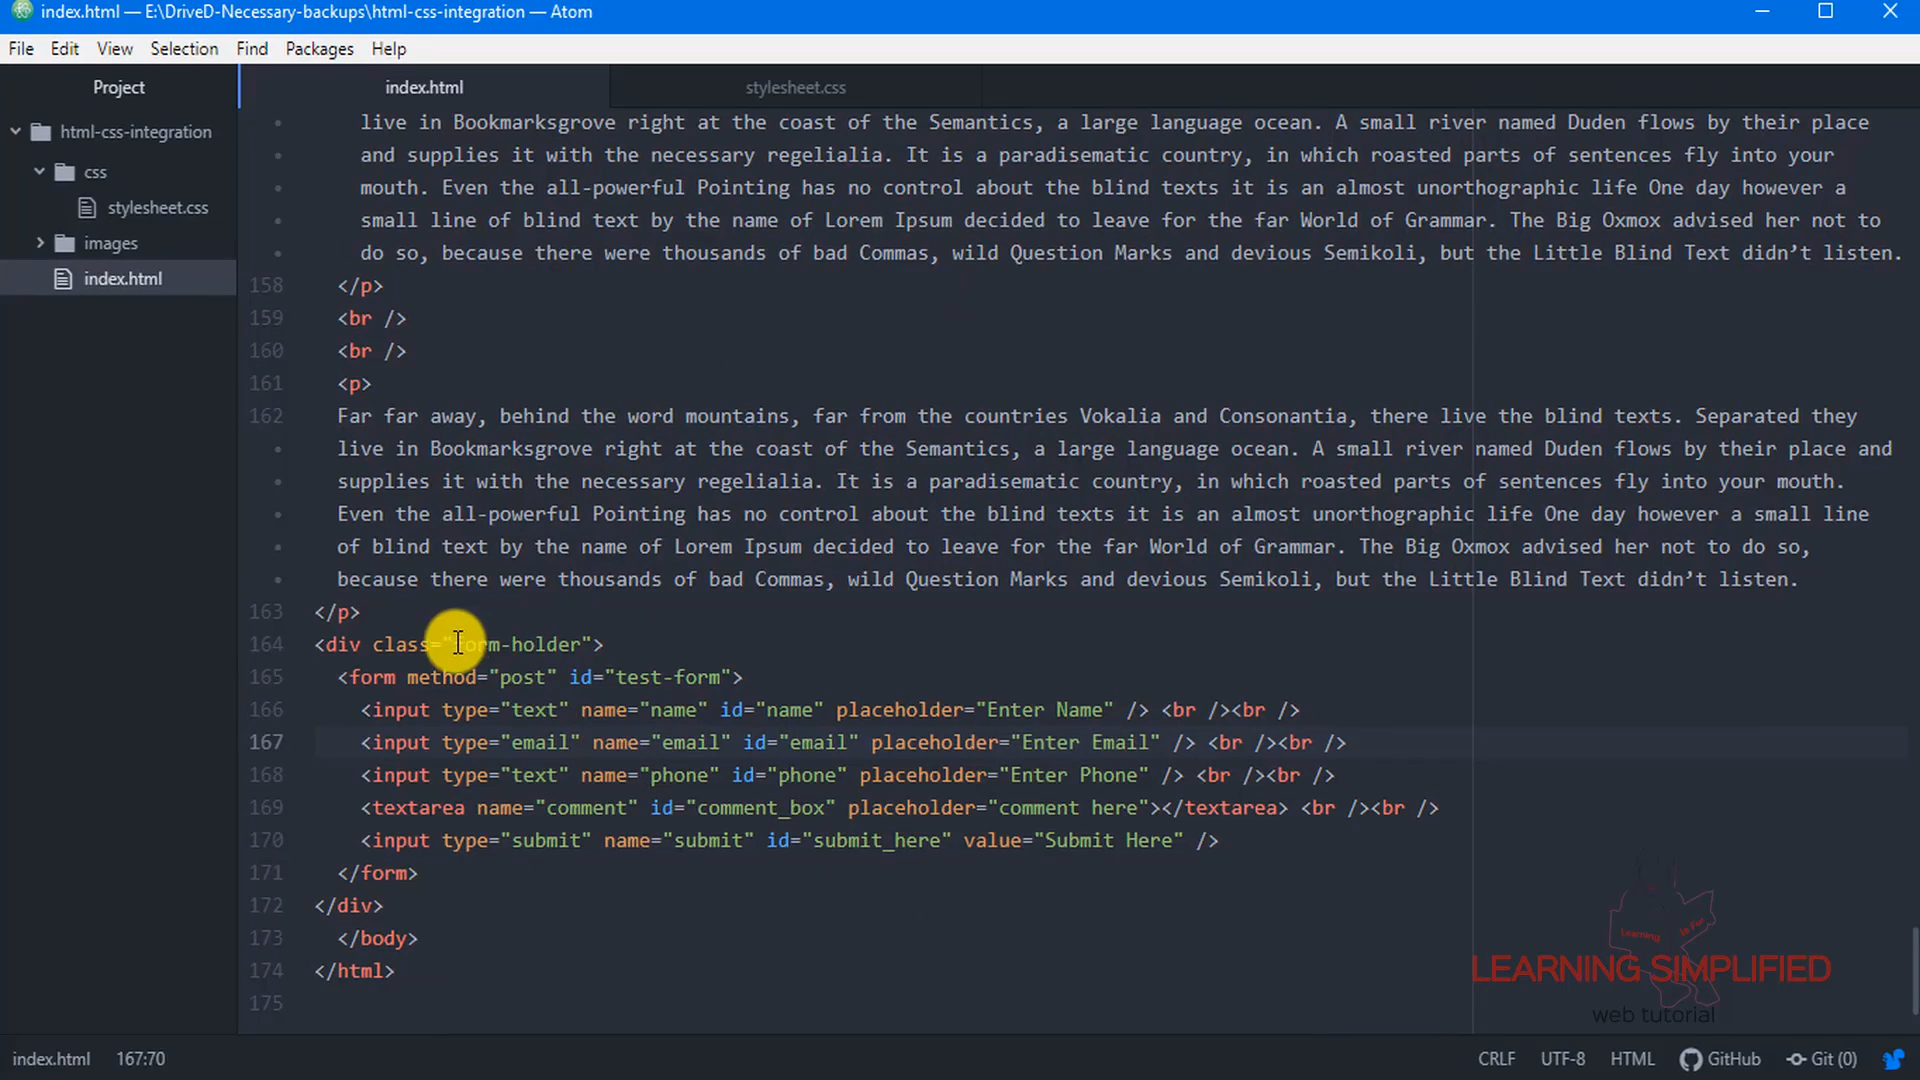 index.html — E:\DriveD-Necessary-backups\html-css-integration — Atom
File Edit View Selection Find Packages Help
Project
index.html
stylesheet.css
html-css-integration
css
stylesheet.css
images
index.html
live in Bookmarksgrove right at the coast of the Semantics, a large language ocean. A small river named Duden flows by their place
and supplies it with the necessary regelialia. It is a paradisematic country, in which roasted parts of sentences fly into your
mouth. Even the all-powerful Pointing has no control about the blind texts it is an almost unorthographic life One day however a
small line of blind text by the name of Lorem Ipsum decided to leave for the far World of Grammar. The Big Oxmox advised her not to
do so, because there were thousands of bad Commas, wild Question Marks and devious Semikoli, but the Little Blind Text didn’t listen.
158 </p>
159 <br />
160 <br />
161 <p>
162 Far far away, behind the word mountains, far from the countries Vokalia and Consonantia, there live the blind texts. Separated they
live in Bookmarksgrove right at the coast of the Semantics, a large language ocean. A small river named Duden flows by their place and
supplies it with the necessary regelialia. It is a paradisematic country, in which roasted parts of sentences fly into your mouth.
Even the all-powerful Pointing has no control about the blind texts it is an almost unorthographic life One day however a small line
of blind text by the name of Lorem Ipsum decided to leave for the far World of Grammar. The Big Oxmox advised her not to do so,
because there were thousands of bad Commas, wild Question Marks and devious Semikoli, but the Little Blind Text didn’t listen.
163 </p>
164 <div class="form-holder">
165 <form method="post" id="test-form">
166 <input type="text" name="name" id="name" placeholder="Enter Name" /> <br /><br />
167 <input type="email" name="email" id="email" placeholder="Enter Email" /> <br /><br />
168 <input type="text" name="phone" id="phone" placeholder="Enter Phone" /> <br /><br />
169 <textarea name="comment" id="comment_box" placeholder="comment here"></textarea> <br /><br />
170 <input type="submit" name="submit" id="submit_here" value="Submit Here" />
171 </form>
172 </div>
173 </body>
174 </html>
175
Learning Is Fun
LEARNING SIMPLIFIED
web tutorial
index.html 167:70
CRLF UTF-8 HTML GitHub Git (0)